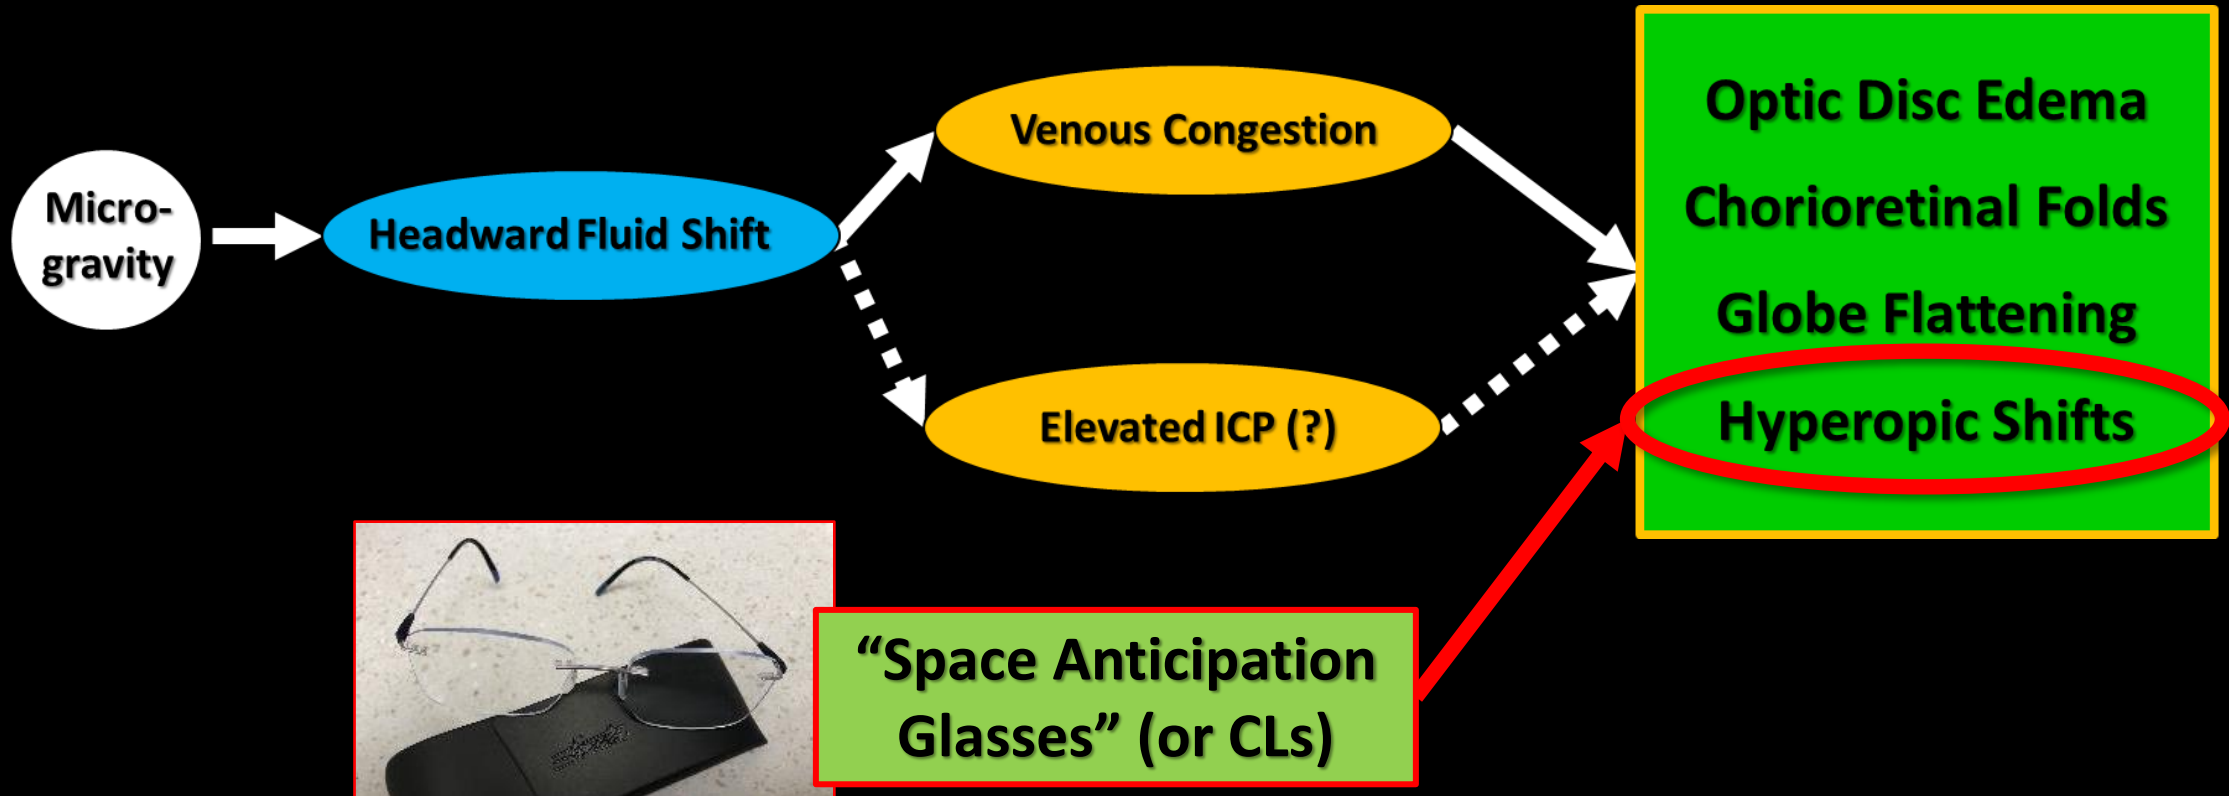 Micro-
gravity
Headward Fluid Shift
Venous Congestion
Elevated ICP (?)
Optic Disc Edema
Chorioretinal Folds
Globe Flattening
Hyperopic Shifts
“Space Anticipation
Glasses” (or CLs)